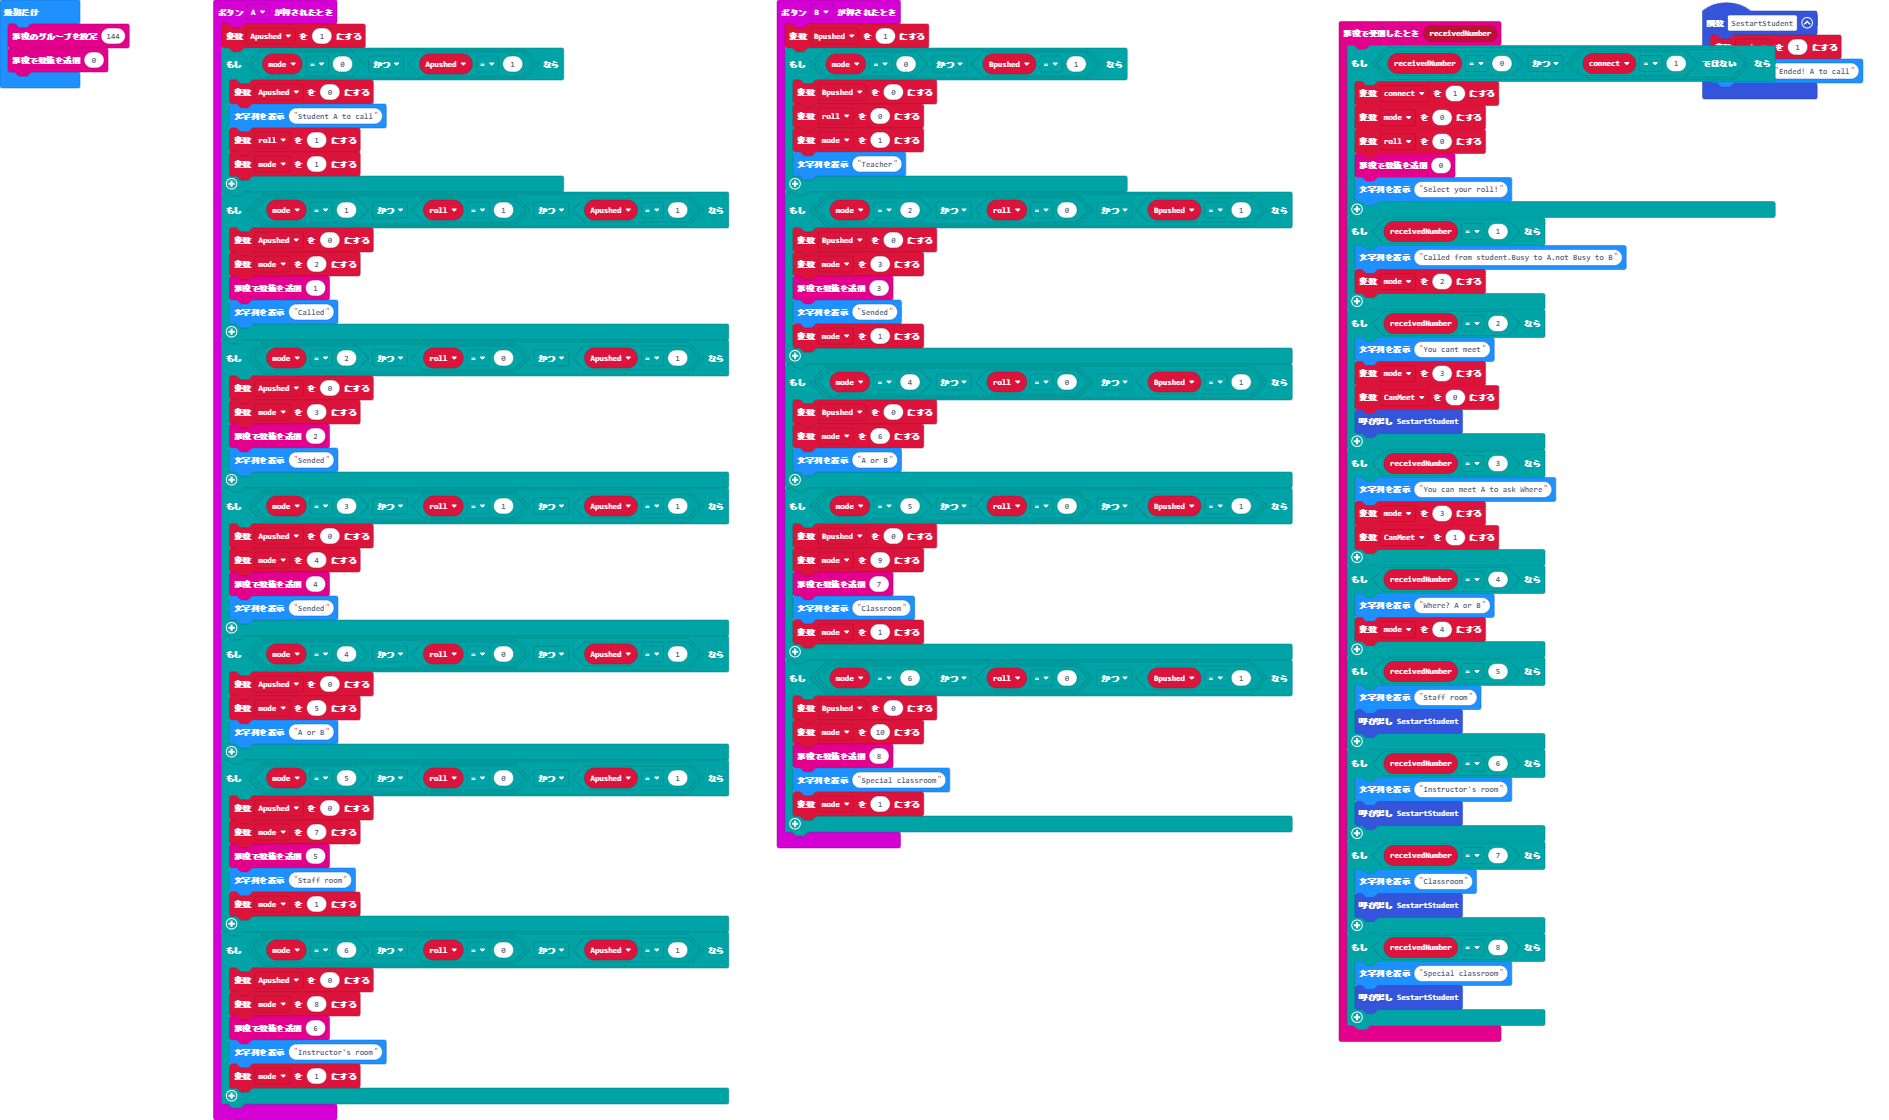 最初だけ
無線のグループを設定 144
無線で数値を送信 0
ボタン A が押されたとき
変数 Apushed を 1 にする
もし mode = 0 かつ Apushed = 1 なら
変数 Apushed を 0 にする
文字列を表示 "Student A to call"
変数 roll を 1 にする
変数 mode を 1 にする
もし mode = 1 かつ roll = 1 かつ Apushed = 1 なら
変数 Apushed を 0 にする
変数 mode を 2 にする
無線で数値を送信 1
文字列を表示 "Called"
もし mode = 2 かつ roll = 0 かつ Apushed = 1 なら
変数 Apushed を 0 にする
変数 mode を 3 にする
無線で数値を送信 2
文字列を表示 "Sended"
もし mode = 3 かつ roll = 1 かつ Apushed = 1 なら
変数 Apushed を 0 にする
変数 mode を 4 にする
無線で数値を送信 4
文字列を表示 "Sended"
もし mode = 4 かつ roll = 0 かつ Apushed = 1 なら
変数 Apushed を 0 にする
変数 mode を 5 にする
文字列を表示 "A or B"
もし mode = 5 かつ roll = 0 かつ Apushed = 1 なら
変数 Apushed を 0 にする
変数 mode を 7 にする
無線で数値を送信 5
文字列を表示 "Staff room"
変数 mode を 1 にする
もし mode = 6 かつ roll = 0 かつ Apushed = 1 なら
変数 Apushed を 0 にする
変数 mode を 8 にする
無線で数値を送信 6
文字列を表示 "Instructor's room"
変数 mode を 1 にする
ボタン B が押されたとき
変数 Bpushed を 1 にする
もし mode = 0 かつ Bpushed = 1 なら
変数 Bpushed を 0 にする
変数 roll を 0 にする
変数 mode を 1 にする
文字列を表示 "Teacher"
もし mode = 2 かつ roll = 0 かつ Bpushed = 1 なら
変数 Bpushed を 0 にする
変数 mode を 3 にする
無線で数値を送信 3
文字列を表示 "Sended"
変数 mode を 1 にする
もし mode = 4 かつ roll = 0 かつ Bpushed = 1 なら
変数 Bpushed を 0 にする
変数 mode を 6 にする
文字列を表示 "A or B"
もし mode = 5 かつ roll = 0 かつ Bpushed = 1 なら
変数 Bpushed を 0 にする
変数 mode を 9 にする
無線で数値を送信 7
文字列を表示 "Classroom"
変数 mode を 1 にする
もし mode = 6 かつ roll = 0 かつ Bpushed = 1 なら
変数 Bpushed を 0 にする
変数 mode を 10 にする
無線で数値を送信 8
文字列を表示 "Special classroom"
変数 mode を 1 にする
無線で受信したとき receivedNumber
もし receivedNumber = 0 かつ connect = 1 ではない なら
変数 connect を 1 にする
変数 mode を 0 にする
変数 roll を 0 にする
無線で数値を送信 0
文字列を表示 "Select your roll!"
もし receivedNumber = 1 なら
文字列を表示 "Called from student.Busy to A.not Busy to B"
変数 mode を 2 にする
もし receivedNumber = 2 なら
文字列を表示 "You cant meet"
変数 mode を 3 にする
変数 CanMeet を 0 にする
呼び出し SestartStudent
もし receivedNumber = 3 なら
文字列を表示 "You can meet A to ask Where"
変数 mode を 3 にする
変数 CanMeet を 1 にする
もし receivedNumber = 4 なら
文字列を表示 "Where? A or B"
変数 mode を 4 にする
もし receivedNumber = 5 なら
文字列を表示 "Staff room"
呼び出し SestartStudent
もし receivedNumber = 6 なら
文字列を表示 "Instructor's room"
呼び出し SestartStudent
もし receivedNumber = 7 なら
文字列を表示 "Classroom"
呼び出し SestartStudent
もし receivedNumber = 8 なら
文字列を表示 "Special classroom"
呼び出し SestartStudent
関数 SestartStudent
を 1 にする
Ended! A to call"